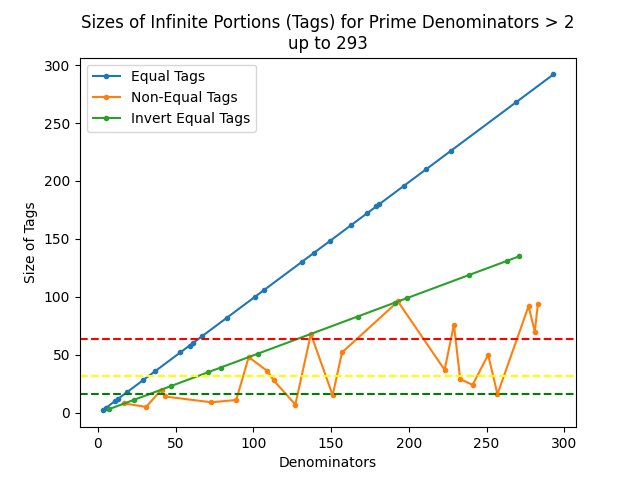 Sizes of Infinite Portions (Tags) for Prime Denominators > 2
up to 293
Equal Tags
Non-Equal Tags
Invert Equal Tags
300
250
200
150
100
50
0
Size of Tags
0 50 100 150 200 250 300
Denominators